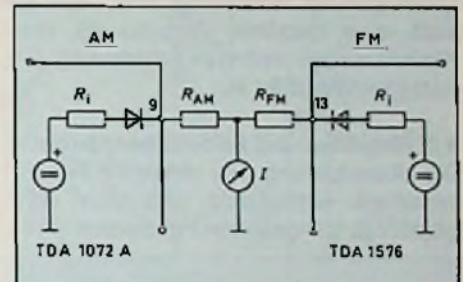 AM FM
R_i 9 R_AM R_FM 13 R_i
+ I +
TDA 1072 A TDA 1576